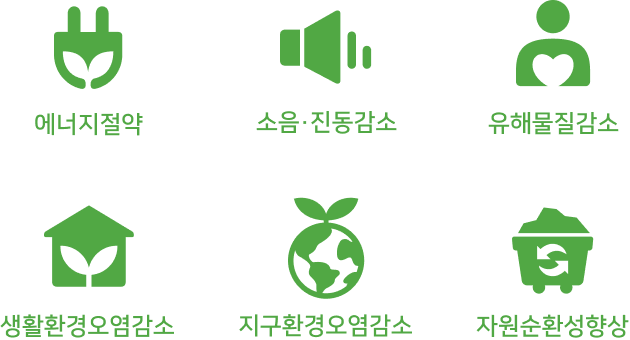 에너지절약
소음·진동감소
유해물질감소
생활환경오염감소
지구환경오염감소
자원순환성향상